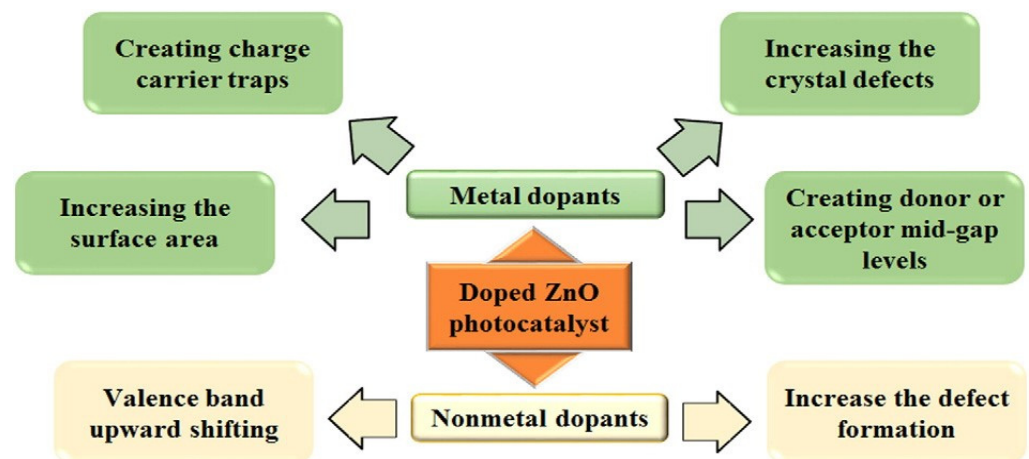 Creating charge
carrier traps
Increasing the
crystal defects
Metal dopants
Increasing the
surface area
Creating donor or
acceptor mid-gap
levels
Doped ZnO
photocatalyst
Valence band
upward shifting
Nonmetal dopants
Increase the defect
formation